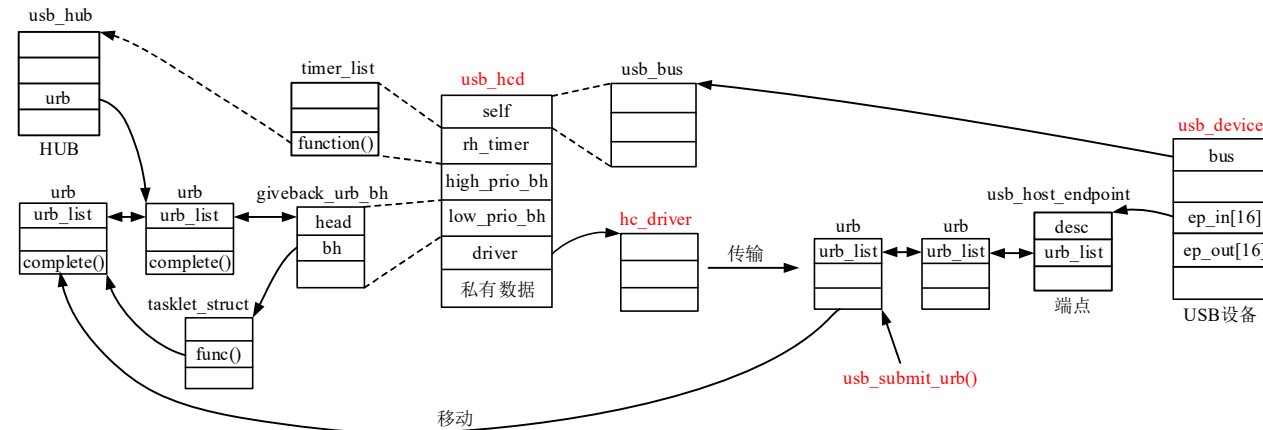 usb_hub
urb
HUB
timer_list
function()
usb_hcd
self
rh_timer
high_prio_bh
low_prio_bh
driver
私有数据
usb_bus
usb_device
bus
ep_in[16]
ep_out[16]
USB设备
usb_host_endpoint
desc
urb_list
端点
urb
urb_list
complete()
urb
urb_list
complete()
giveback_urb_bh
head
bh
tasklet_struct
func()
hc_driver
传输
urb
urb_list
urb
urb_list
usb_submit_urb()
移动